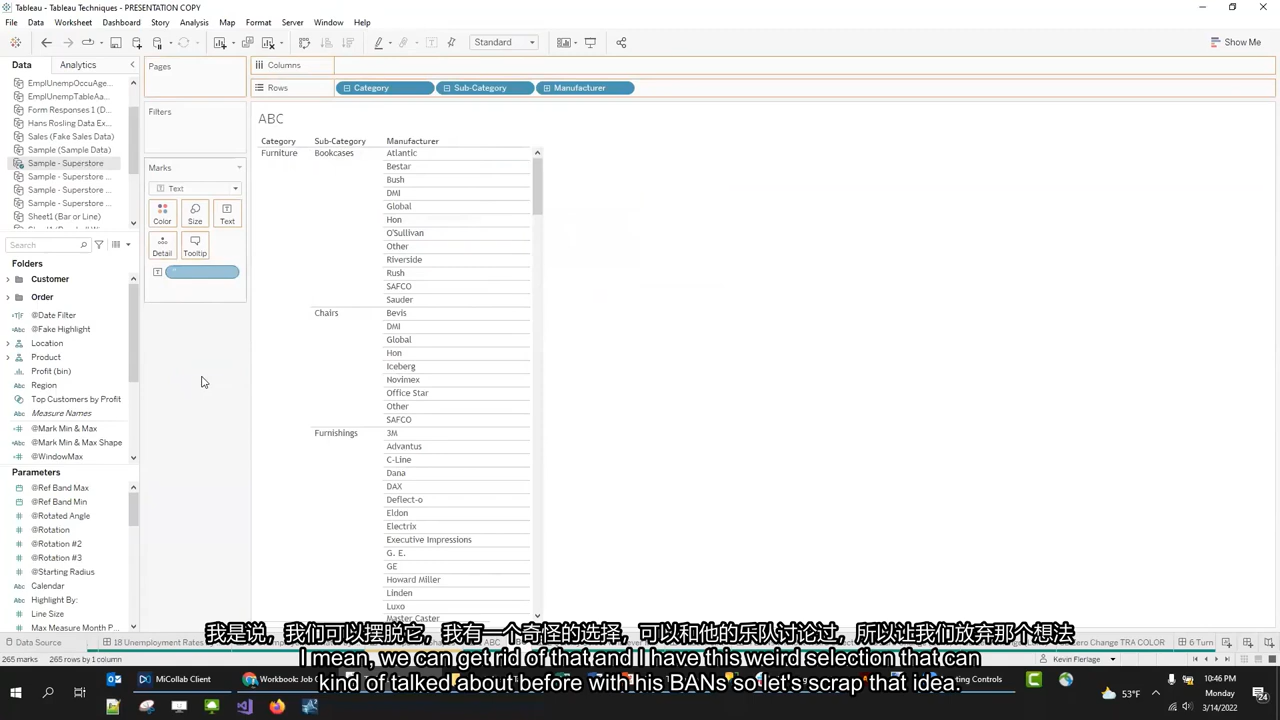 Tableau - Tableau Techniques - PRESENTATION COPY
File Data Worksheet Dashboard Story Analysis Map Format Server Window Help
Standard
Show Me
Data Analytics
EmplUnempOccuAge...
EmplUnempTableAa...
Form Responses 1 (D...
Hans Rosling Data Ex...
Sales (Fake Sales Data)
Sample (Sample Data)
Sample - Superstore
Sample - Superstore ...
Sample - Superstore ...
Sample - Superstore ...
Sheet1 (Bar or Line)
Search
Folders
Customer
Order
@Date Filter
@Fake Highlight
Location
Product
Profit (bin)
Region
Top Customers by Profit
Measure Names
@Mark Min & Max
@Mark Min & Max Shape
@WindowMax
Parameters
@Ref Band Max
@Ref Band Min
@Rotated Angle
@Rotation
@Rotation #2
@Rotation #3
@Starting Radius
Calendar
Highlight By:
Line Size
Pages
Filters
Marks
Text
Color Size Text
Detail Tooltip
Columns
Rows Category Sub-Category Manufacturer
ABC
Category Sub-Category Manufacturer
Furniture Bookcases Atlantic
Bestar
Bush
DMI
Global
Hon
O'Sullivan
Other
Riverside
Rush
SAFCO
Sauder
Chairs Bevis
DMI
Global
Hon
Iceberg
Novimex
Office Star
Other
SAFCO
Furnishings 3M
Advantus
C-Line
Dana
DAX
Deflect-o
Eldon
Electrix
Executive Impressions
G. E.
GE
Howard Miller
Linden
Luxo
Master Caster
我是说，我们可以摆脱它，我有一个奇怪的选择，可以和他的乐队讨论过，所以让我们放弃那个想法
I mean, we can get rid of that and I have this weird selection that can
kind of talked about before with his BANs so let's scrap that idea.
Data Source 18 Unemployment Rates Zero Change TRA COLOR 6 Turn
265 marks 265 rows by 1 column Kevin Flerlage
MiCollab Client
53°F
10:46 PM
Monday
3/14/2022